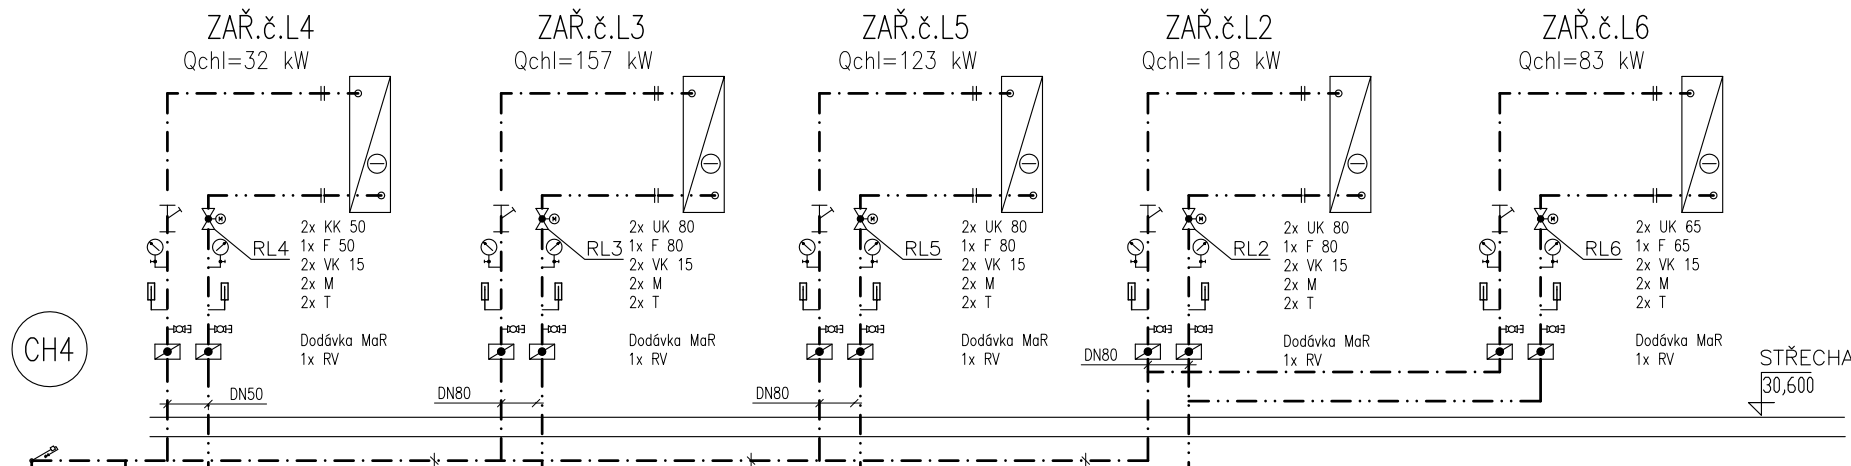 ZAŘ.č.L4
Qchl=32 kW
ZAŘ.č.L3
Qchl=157 kW
ZAŘ.č.L5
Qchl=123 kW
ZAŘ.č.L2
Qchl=118 kW
ZAŘ.č.L6
Qchl=83 kW
RL4
2x KK 50
1x F 50
2x VK 15
2x M
2x T
Dodávka MaR
1x RV
DN50
RL3
2x UK 80
1x F 80
2x VK 15
2x M
2x T
Dodávka MaR
1x RV
DN80
RL5
2x UK 80
1x F 80
2x VK 15
2x M
2x T
Dodávka MaR
1x RV
DN80
RL2
2x UK 80
1x F 80
2x VK 15
2x M
2x T
Dodávka MaR
1x RV
DN80
RL6
2x UK 65
1x F 65
2x VK 15
2x M
2x T
Dodávka MaR
1x RV
CH4
STŘECHA
30,600